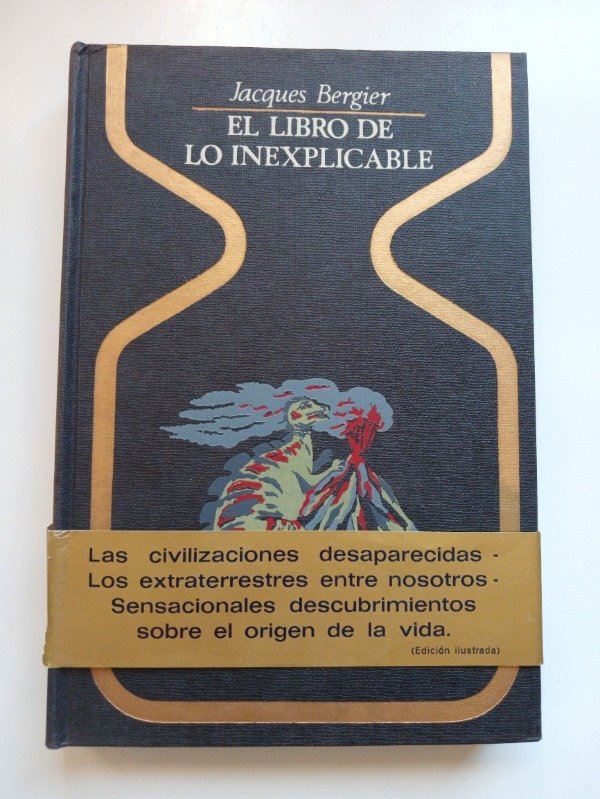 Jacques Bergier
EL LIBRO DE
LO INEXPLICABLE
Las civilizaciones desaparecidas -
Los extraterrestres entre nosotros -
Sensacionales descubrimientos
sobre el origen de la vida.
(Edición ilustrada)